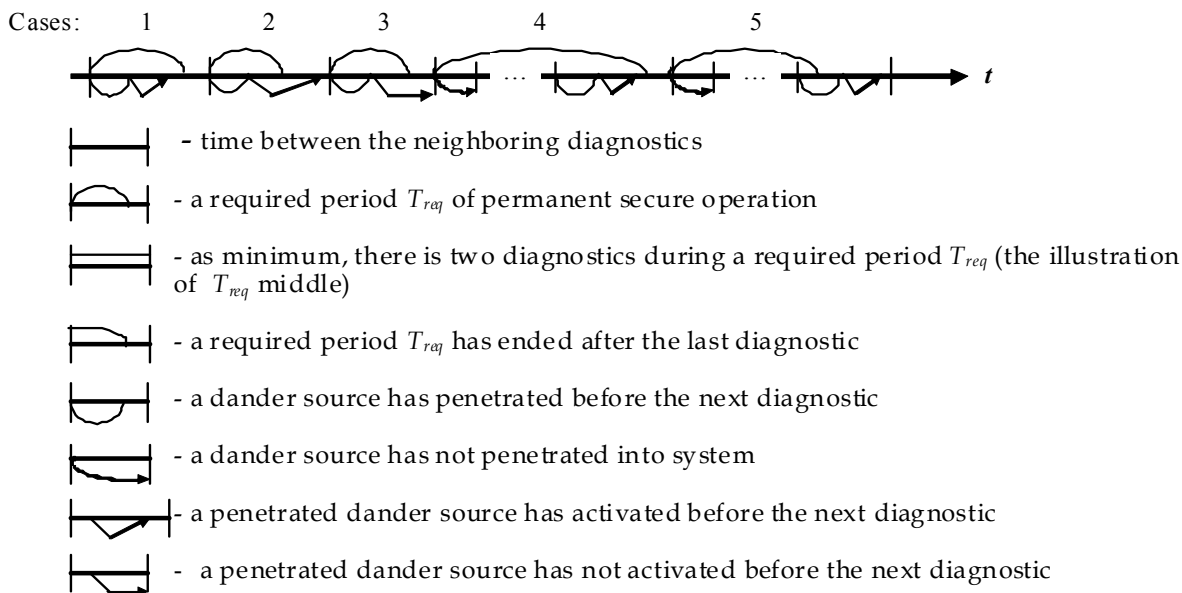 Cases: 1 2 3 4 5
... ... t
- time between the neighboring diagnostics
- a required period Treq of permanent secure operation
- as minimum, there is two diagnostics during a required period Treq (the illustration
of Treq middle)
- a required period Treq has ended after the last diagnostic
- a dander source has penetrated before the next diagnostic
- a dander source has not penetrated into system
- a penetrated dander source has activated before the next diagnostic
- a penetrated dander source has not activated before the next diagnostic